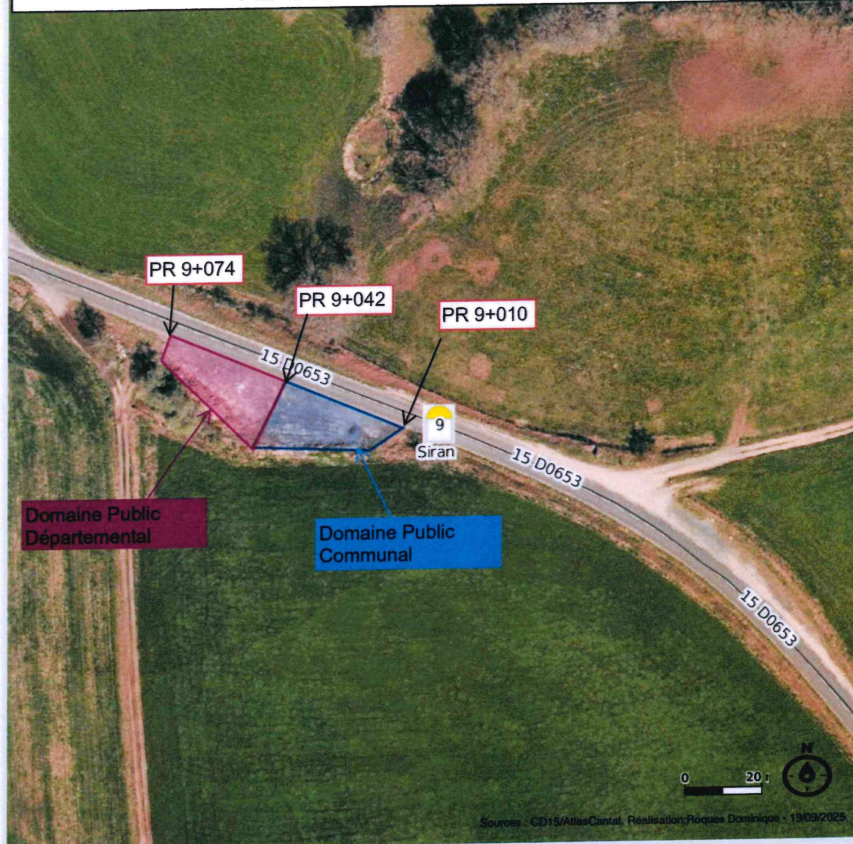 PR 9+074
PR 9+042
PR 9+010
15 D0653
9
Siran
15 D0653
Domaine Public
Départemental
Domaine Public
Communal
15 D0653
N
0 20
Sources : CD15/AtlasCantal, Réalisation:Roques Dominique - 19/09/2025